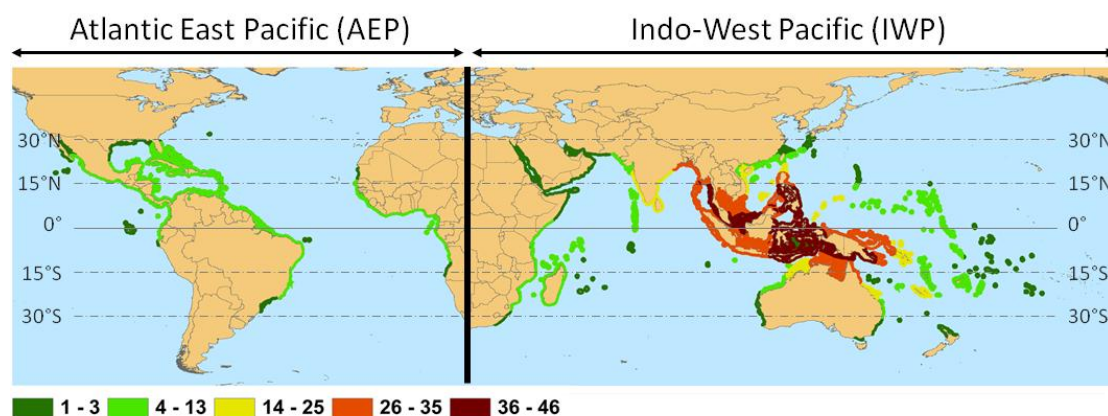 Atlantic East Pacific (AEP) Indo-West Pacific (IWP)
30°N 30°N
15°N 15°N
0° 0°
15°S 15°S
30°S 30°S
1 - 3 4 - 13 14 - 25 26 - 35 36 - 46